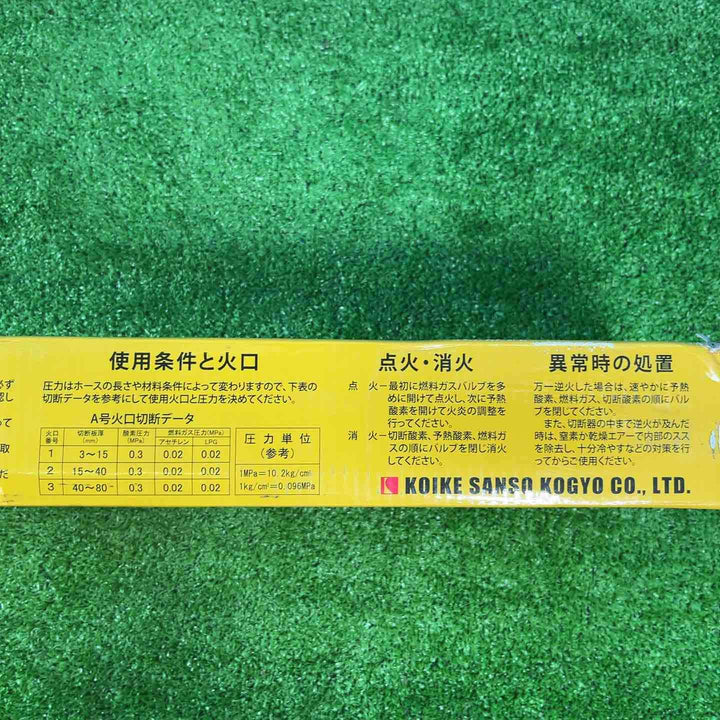 必ず
認し
って
取
った
使用条件と火口
圧力はホースの長さや材料条件によって変わりますので、下表の
切断データを参考にして使用火口と圧力を決めてください。
A号火口切断データ
火口番号 切断板厚(mm) 酸素圧力(MPa) 燃料ガス圧力(MPa) アセチレン LPG
1 3～15 0.3 0.02 0.02
2 15～40 0.3 0.02 0.02
3 40～80 0.3 0.02 0.02
圧力単位
(参考)
1MPa=10.2kg/cm²
1kg/cm²=0.096MPa
点火・消火
点 火－最初に燃料ガスバルブを多
めに開けて点火し、次に予熱
酸素を開けて火炎の調整を
行ってください。
消 火－切断酸素、予熱酸素、燃料ガ
スの順にバルブを閉じ消火
してください。
異常時の処置
万一逆火した場合は、速やかに予熱
酸素、燃料ガス、切断酸素の順にバル
ブを閉じてください。
また、切断器の中まで逆火が及んだ
時は、窒素か乾燥エアーで内部のスス
を除去し、十分冷やすなどの対策を行
ってからご使用ください。
KOIKE SANSO KOGYO CO., LTD.